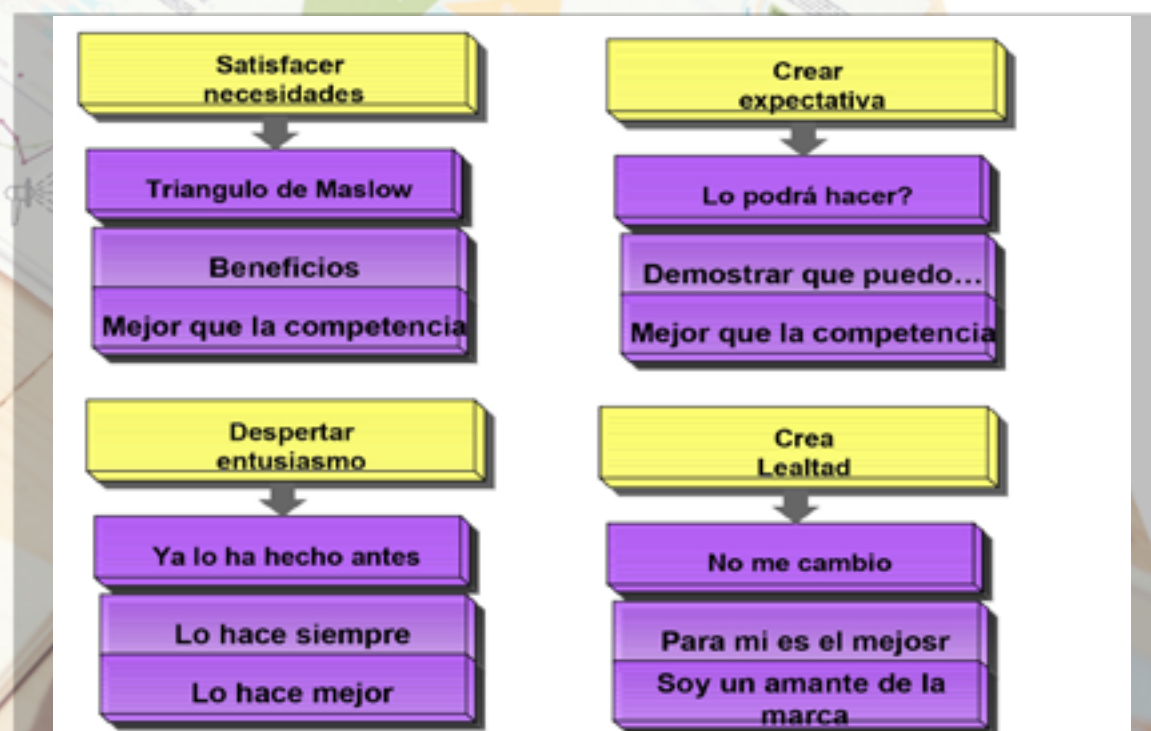 Satisfacer
necesidades
Triangulo de Maslow
Beneficios
Mejor que la competencia
Crear
expectativa
Lo podrá hacer?
Demostrar que puedo…
Mejor que la competencia
Despertar
entusiasmo
Ya lo ha hecho antes
Lo hace siempre
Lo hace mejor
Crea
Lealtad
No me cambio
Para mi es el mejosr
Soy un amante de la
marca